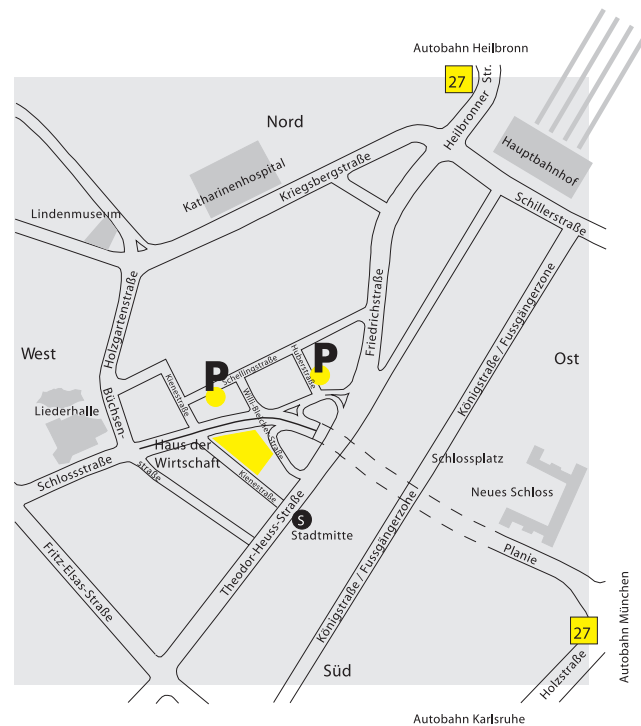 Autobahn Heilbronn
27
Heilbronner Str.
Nord
Hauptbahnhof
Katharinenhospital
Kriegsbergstraße
Schillerstraße
Lindenmuseum
Holzgartenstraße
Friedrichstraße
Königstraße / Fussgängerzone
West
P
P
Huberstraße
Schellingstraße
Kienestraße
Ost
Büchsen-
straße
Willi-Bleicher-Straße
Liederhalle
Haus der
Wirtschaft
Schlossstraße
Kienestraße
Schlossplatz
Neues Schloss
S
Stadtmitte
Theodor-Heuss-Straße
Königstraße / Fussgängerzone
Planie
Fritz-Elsas-Straße
27
Holzstraße
Autobahn München
Süd
Autobahn Karlsruhe